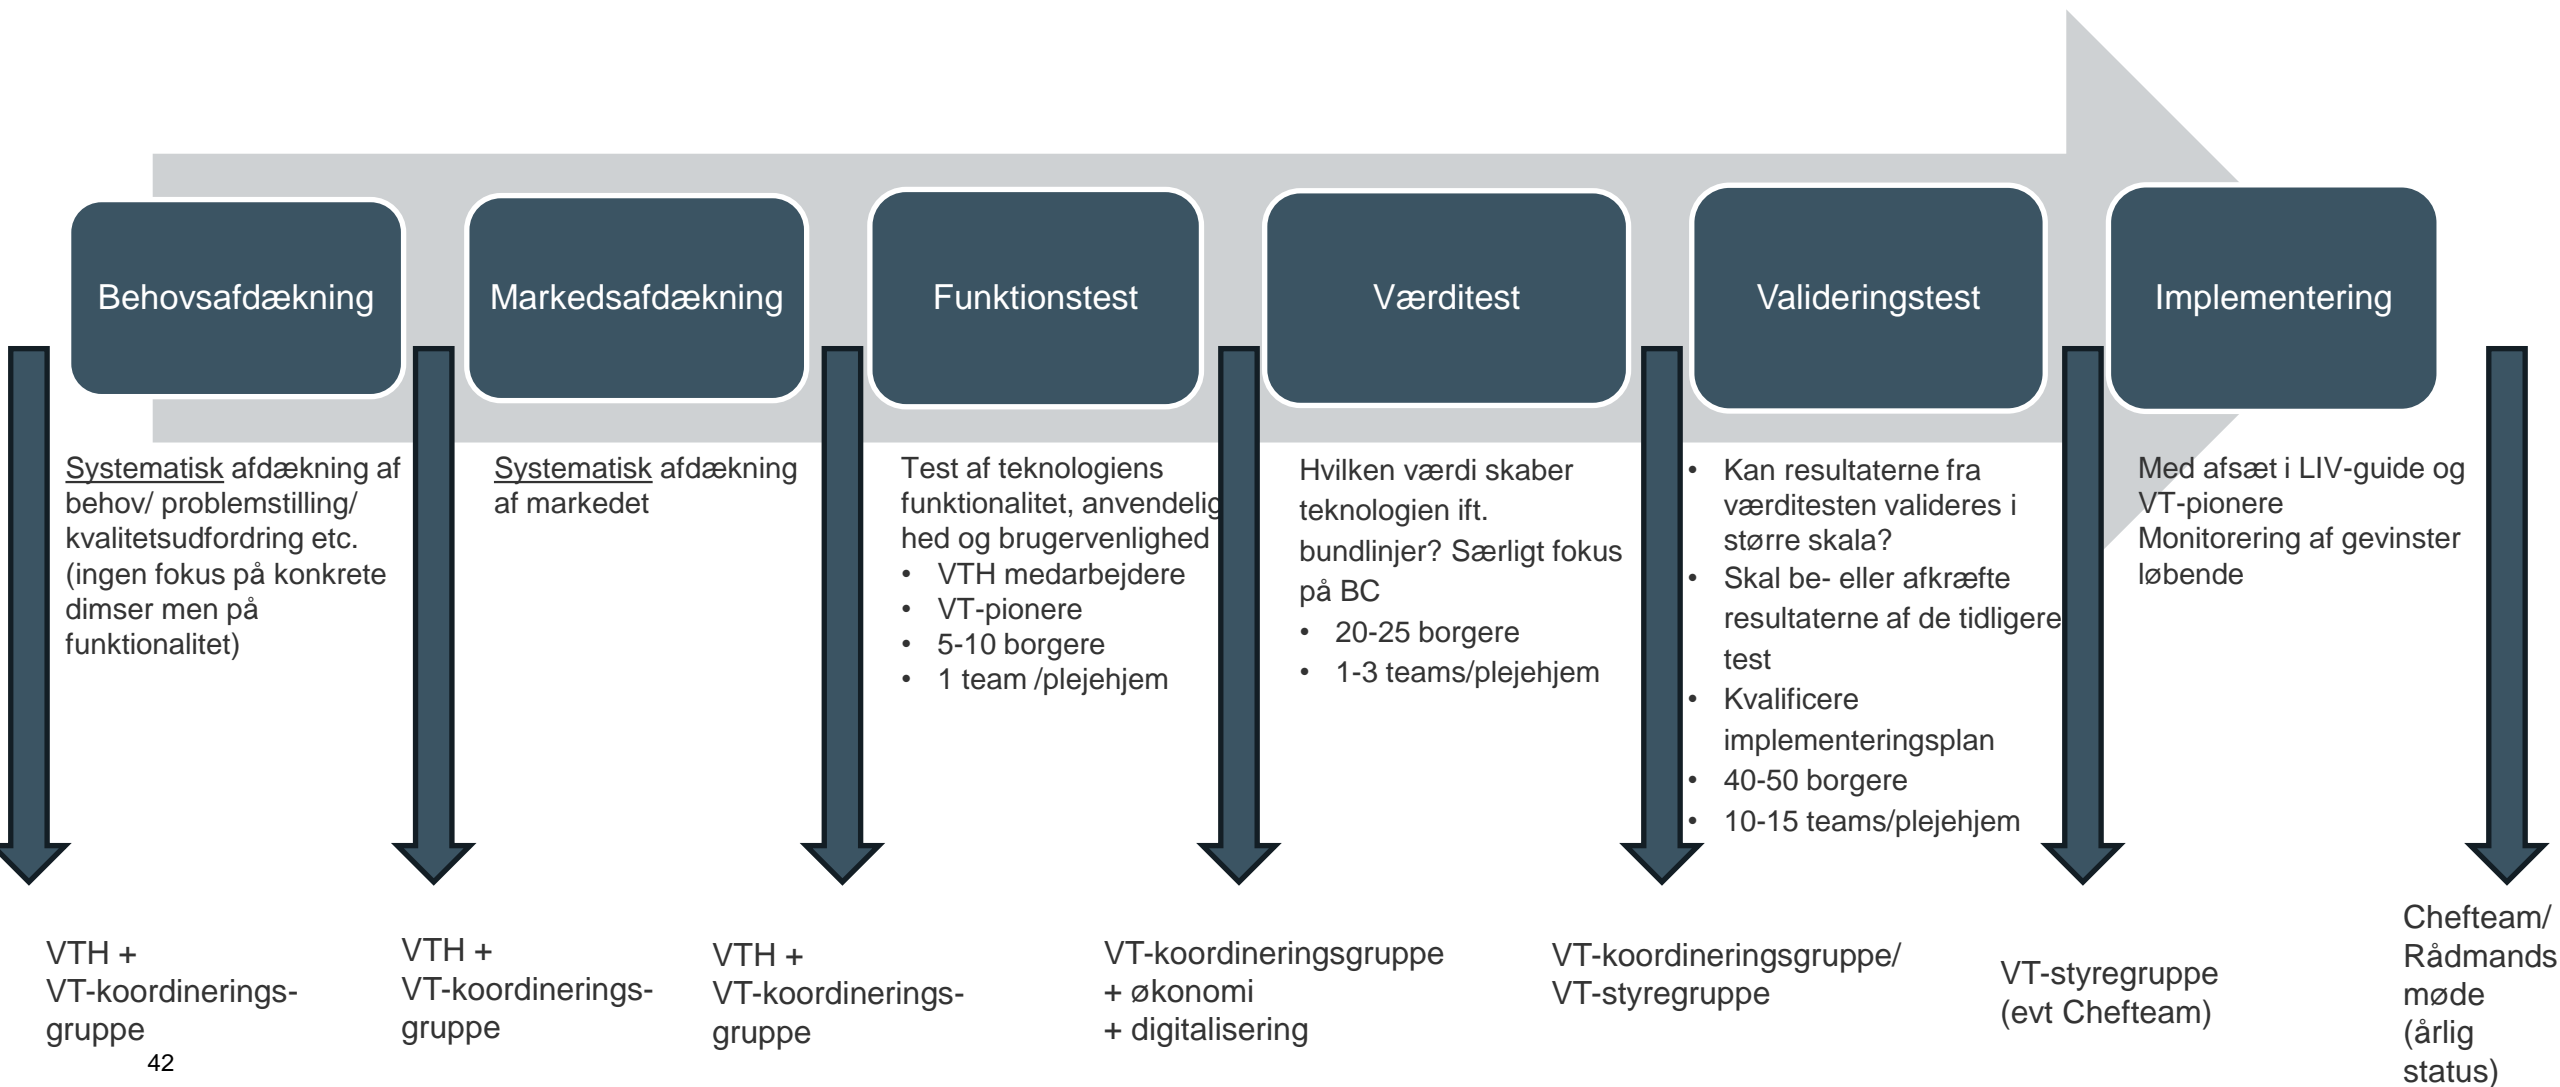 Behovsafdækning
Markedsafdækning
Funktionstest
Værditest
Valideringstest
Implementering
Systematisk afdækning af
behov/ problemstilling/
kvalitetsudfordring etc.
(ingen fokus på konkrete
dimser men på
funktionalitet)
Systematisk afdækning
af markedet
Test af teknologiens
funktionalitet, anvendelig
hed og brugervenlighed
• VTH medarbejdere
• VT-pionere
• 5-10 borgere
• 1 team /plejehjem
Hvilken værdi skaber
teknologien ift.
bundlinjer? Særligt fokus
på BC
• 20-25 borgere
• 1-3 teams/plejehjem
• Kan resultaterne fra
værditesten valideres i
større skala?
• Skal be- eller afkræfte
resultaterne af de tidligere
test
• Kvalificere
implementeringsplan
• 40-50 borgere
• 10-15 teams/plejehjem
Med afsæt i LIV-guide og
VT-pionere
Monitorering af gevinster
løbende
VTH +
VT-koordinerings-
gruppe
VTH +
VT-koordinerings-
gruppe
VTH +
VT-koordinerings-
gruppe
VT-koordineringsgruppe
+ økonomi
+ digitalisering
VT-koordineringsgruppe/
VT-styregruppe
VT-styregruppe
(evt Chefteam)
Chefteam/
Rådmands
møde
(årlig
status)
42